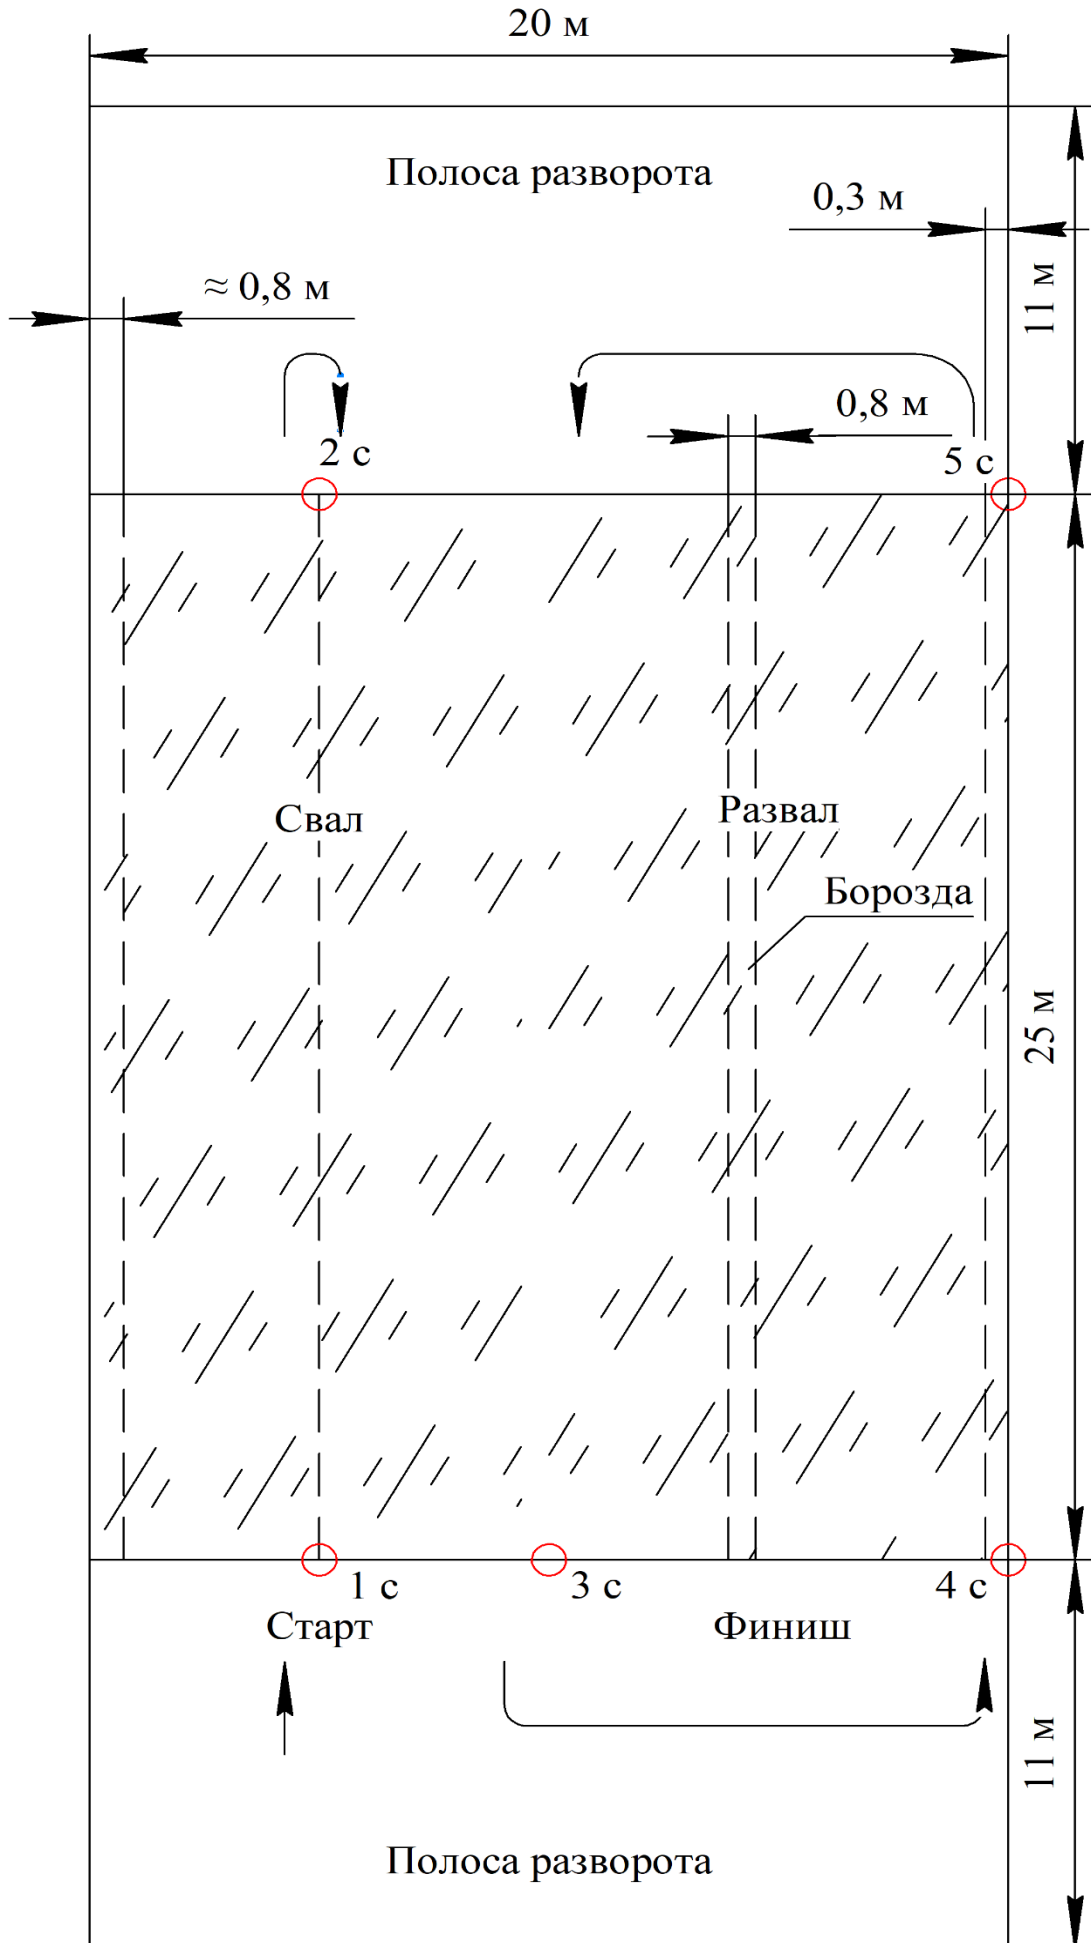 20 м
Полоса разворота
0,3 м
≈ 0,8 м
11 м
0,8 м
2 с
5 с
Свал
Развал
Борозда
25 м
1 с
3 с
4 с
Старт
Финиш
11 м
Полоса разворота